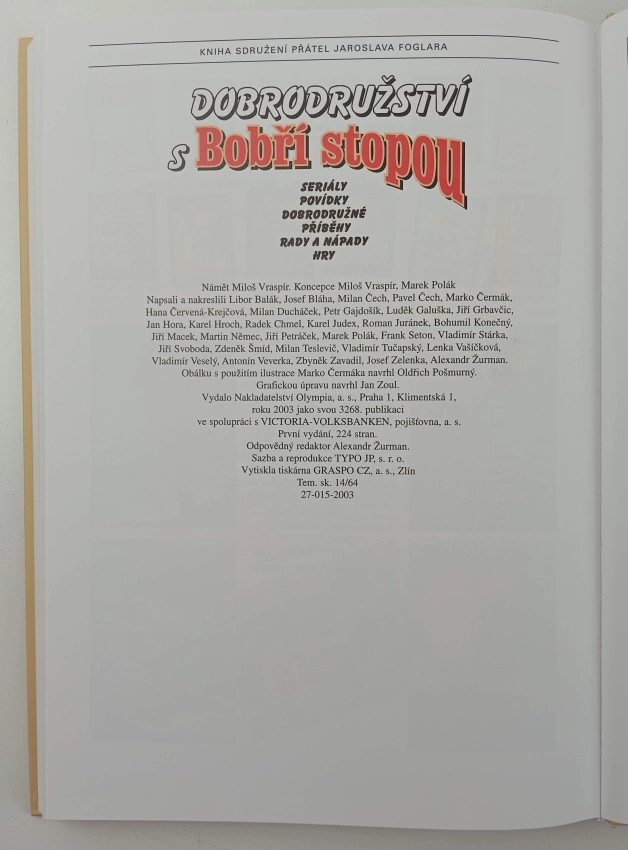 KNIHA SDRUŽENÍ PŘÁTEL JAROSLAVA FOGLARA
DOBRODRUŽSTVÍ
s Bobří stopou
SERIÁLY
POVÍDKY
DOBRODRUŽNÉ
PŘÍBĚHY
RADY A NÁPADY
HRY
Námět Miloš Vraspír. Koncepce Miloš Vraspír, Marek Polák
Napsali a nakreslili Libor Balák, Josef Bláha, Milan Čech, Pavel Čech, Marko Čermák,
Hana Červená-Krejčová, Milan Ducháček, Petr Gajdošík, Luděk Galuška, Jiří Grbavčic,
Jan Hora, Karel Hroch, Radek Chmel, Karel Judex, Roman Juránek, Bohumil Konečný,
Jiří Macek, Martin Němec, Jiří Petráček, Marek Polák, Frank Seton, Vladimír Stárka,
Jiří Svoboda, Zdeněk Šmíd, Milan Teslevič, Vladimír Tučapský, Lenka Vašíčková,
Vladimír Veselý, Antonín Veverka, Zbyněk Zavadil, Josef Zelenka, Alexandr Žurman.
Obálku s použitím ilustrace Marko Čermáka navrhl Oldřich Pošmurný.
Grafickou úpravu navrhl Jan Zoul.
Vydalo Nakladatelství Olympia, a. s., Praha 1, Klimentská 1,
roku 2003 jako svou 3268. publikaci
ve spolupráci s VICTORIA-VOLKSBANKEN, pojišťovna, a. s.
První vydání, 224 stran.
Odpovědný redaktor Alexandr Žurman.
Sazba a reprodukce TYPO JP, s. r. o.
Vytiskla tiskárna GRASPO CZ, a. s., Zlín
Tem. sk. 14/64
27-015-2003